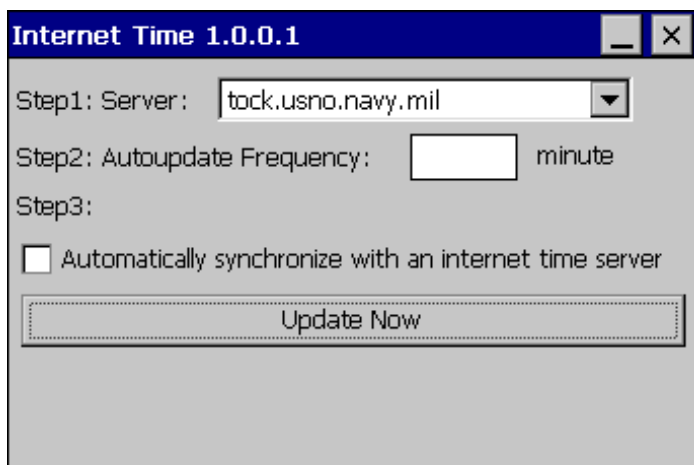 Internet Time 1.0.0.1
Step1: Server: tock.usno.navy.mil
Step2: Autoupdate Frequency: minute
Step3:
Automatically synchronize with an internet time server
Update Now